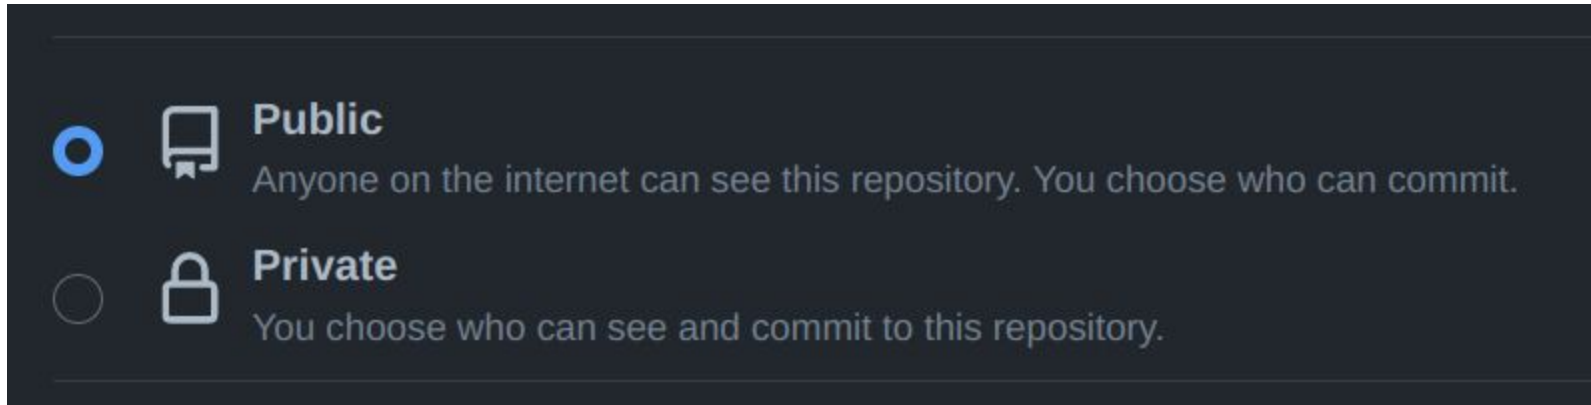 Public
Anyone on the internet can see this repository. You choose who can commit.
Private
You choose who can see and commit to this repository.